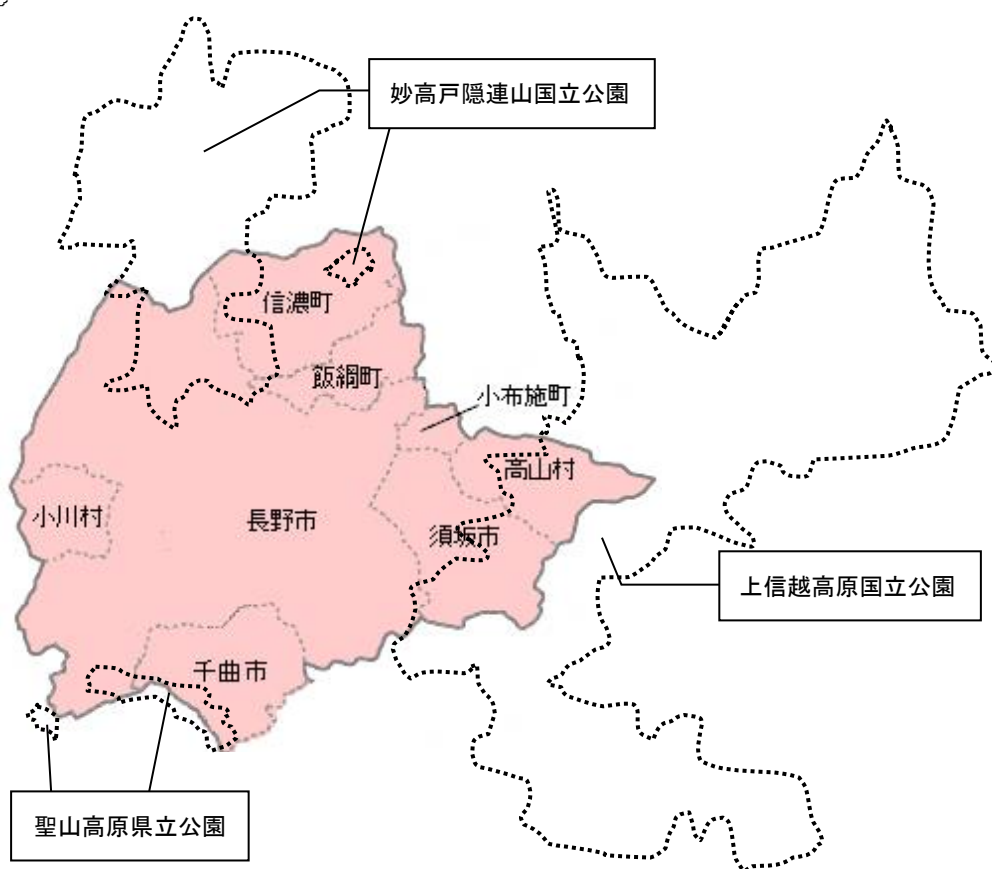 妙高戸隠連山国立公園
信濃町
飯綱町
小布施町
高山村
小川村
長野市
須坂市
上信越高原国立公園
千曲市
聖山高原県立公園